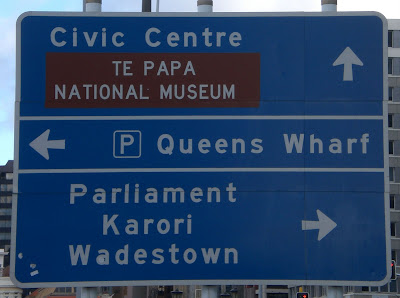 Civic Centre
TE PAPA
NATIONAL MUSEUM
P Queens Wharf
Parliament
Karori
Wadestown